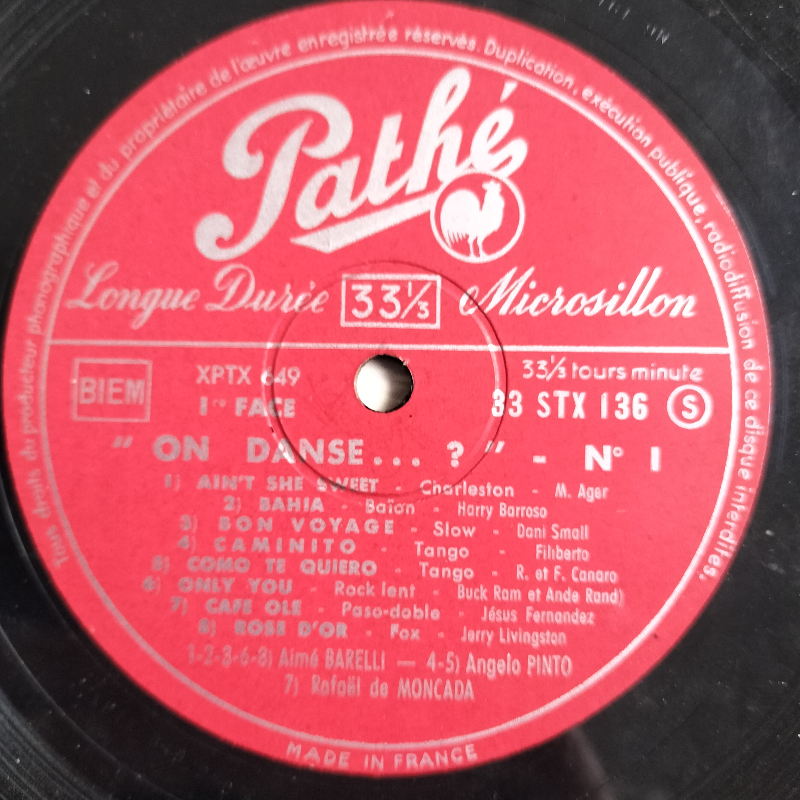 Tous droits du producteur phonographique et du propriétaire de l'œuvre enregistrée réservés. Duplication, exécution publique, radiodiffusion de ce disque interdites.
Pathé
Longue Durée 33⅓ Microsillon
BIEM
XPTX 649
33⅓ tours minute
1re FACE
33 STX 136 S
" ON DANSE... ? " - N° 1
1) AIN'T SHE SWEET - Charleston - M. Ager
2) BAHIA - Baïon - Harry Barroso
3) BON VOYAGE - Slow - Dani Small
4) CAMINITO - Tango - Filiberto
5) COMO TE QUIERO - Tango - R. et F. Canaro
6) ONLY YOU - Rock lent - Buck Ram et Ande Rand)
7) CAFE OLE - Paso-doble - Jésus Fernandez
8) ROSE D'OR - Fox - Jerry Livingston
1-2-3-6-8) Aimé BARELLI — 4-5) Angelo PINTO
7) Rafaël de MONCADA
MADE IN FRANCE